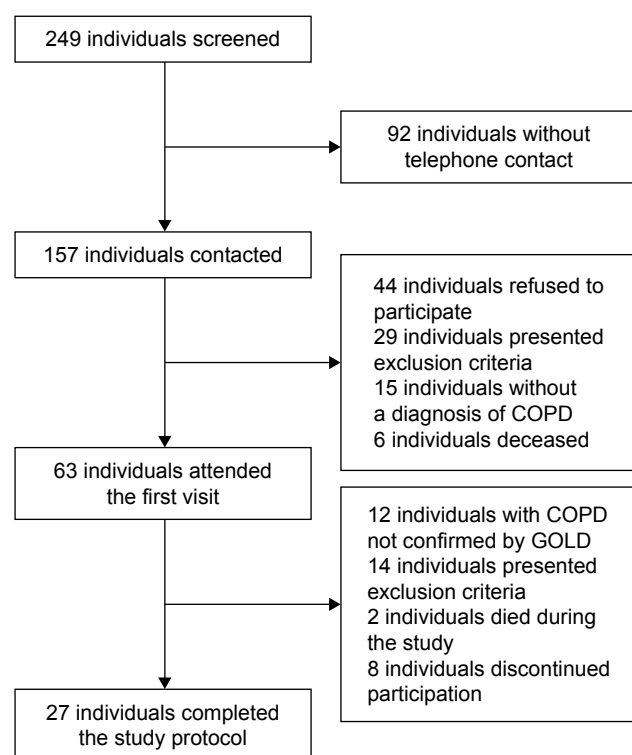 249 individuals screened
92 individuals without
telephone contact
157 individuals contacted
44 individuals refused to
participate
29 individuals presented
exclusion criteria
15 individuals without
a diagnosis of COPD
6 individuals deceased
63 individuals attended
the first visit
12 individuals with COPD
not confirmed by GOLD
14 individuals presented
exclusion criteria
2 individuals died during
the study
8 individuals discontinued
participation
27 individuals completed
the study protocol